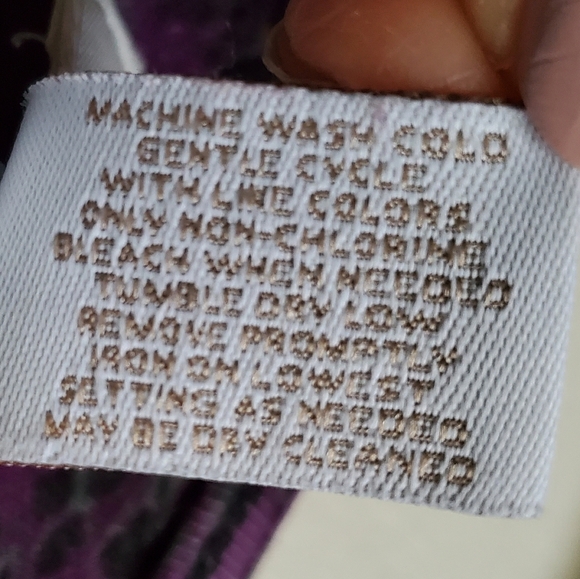 MACHINE WASH COLD
GENTLE CYCLE
WITH LIKE COLORS
ONLY NON-CHLORINE
BLEACH WHEN NEEDED
TUMBLE DRY LOW
REMOVE PROMPTLY
IRON ON LOWEST
SETTING AS NEEDED
MAY BE DRY CLEANED